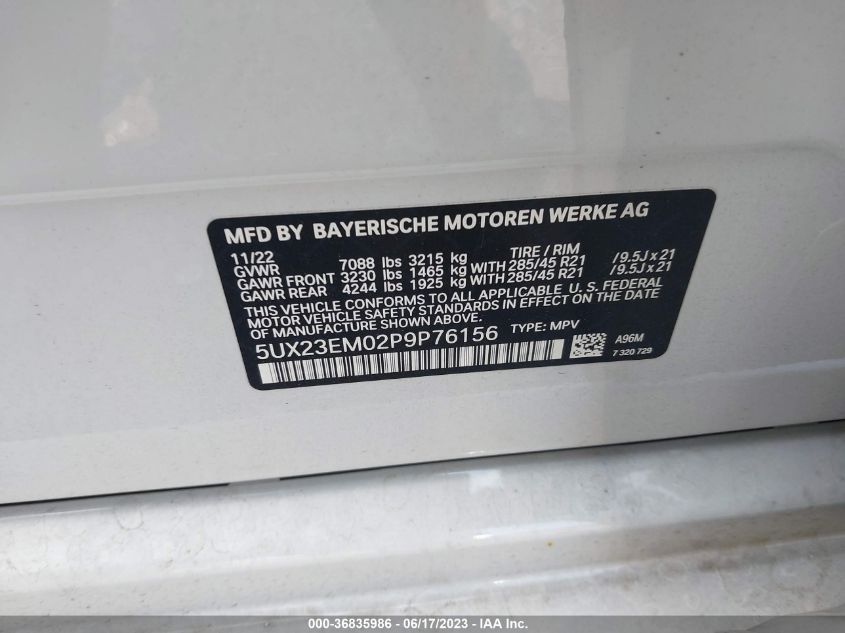 MFD BY BAYERISCHE MOTOREN WERKE AG
11/22 TIRE / RIM
GVWR 7088 lbs 3215 kg
GAWR FRONT 3230 lbs 1465 kg WITH 285/45 R21 /9.5J x 21
GAWR REAR 4244 lbs 1925 kg WITH 285/45 R21 /9.5J x 21
THIS VEHICLE CONFORMS TO ALL APPLICABLE U.S. FEDERAL
MOTOR VEHICLE SAFETY STANDARDS IN EFFECT ON THE DATE
OF MANUFACTURE SHOWN ABOVE.
5UX23EM02P9P76156 TYPE: MPV
A96M
7 320 729
000-36835986 - 06/17/2023 - IAA Inc.